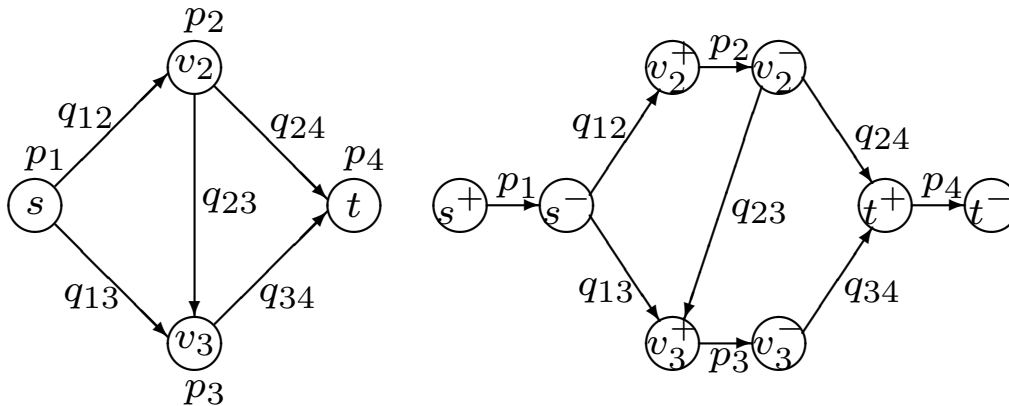 p₂
v₂
q₁₂
q₂₄
p₁
p₄
s
q₂₃
t
q₁₃
q₃₄
v₃
p₃
v₂⁺
p₂
v₂⁻
q₁₂
q₂₄
p₁
p₄
s⁺
s⁻
q₂₃
t⁺
t⁻
q₁₃
q₃₄
v₃⁺
p₃
v₃⁻